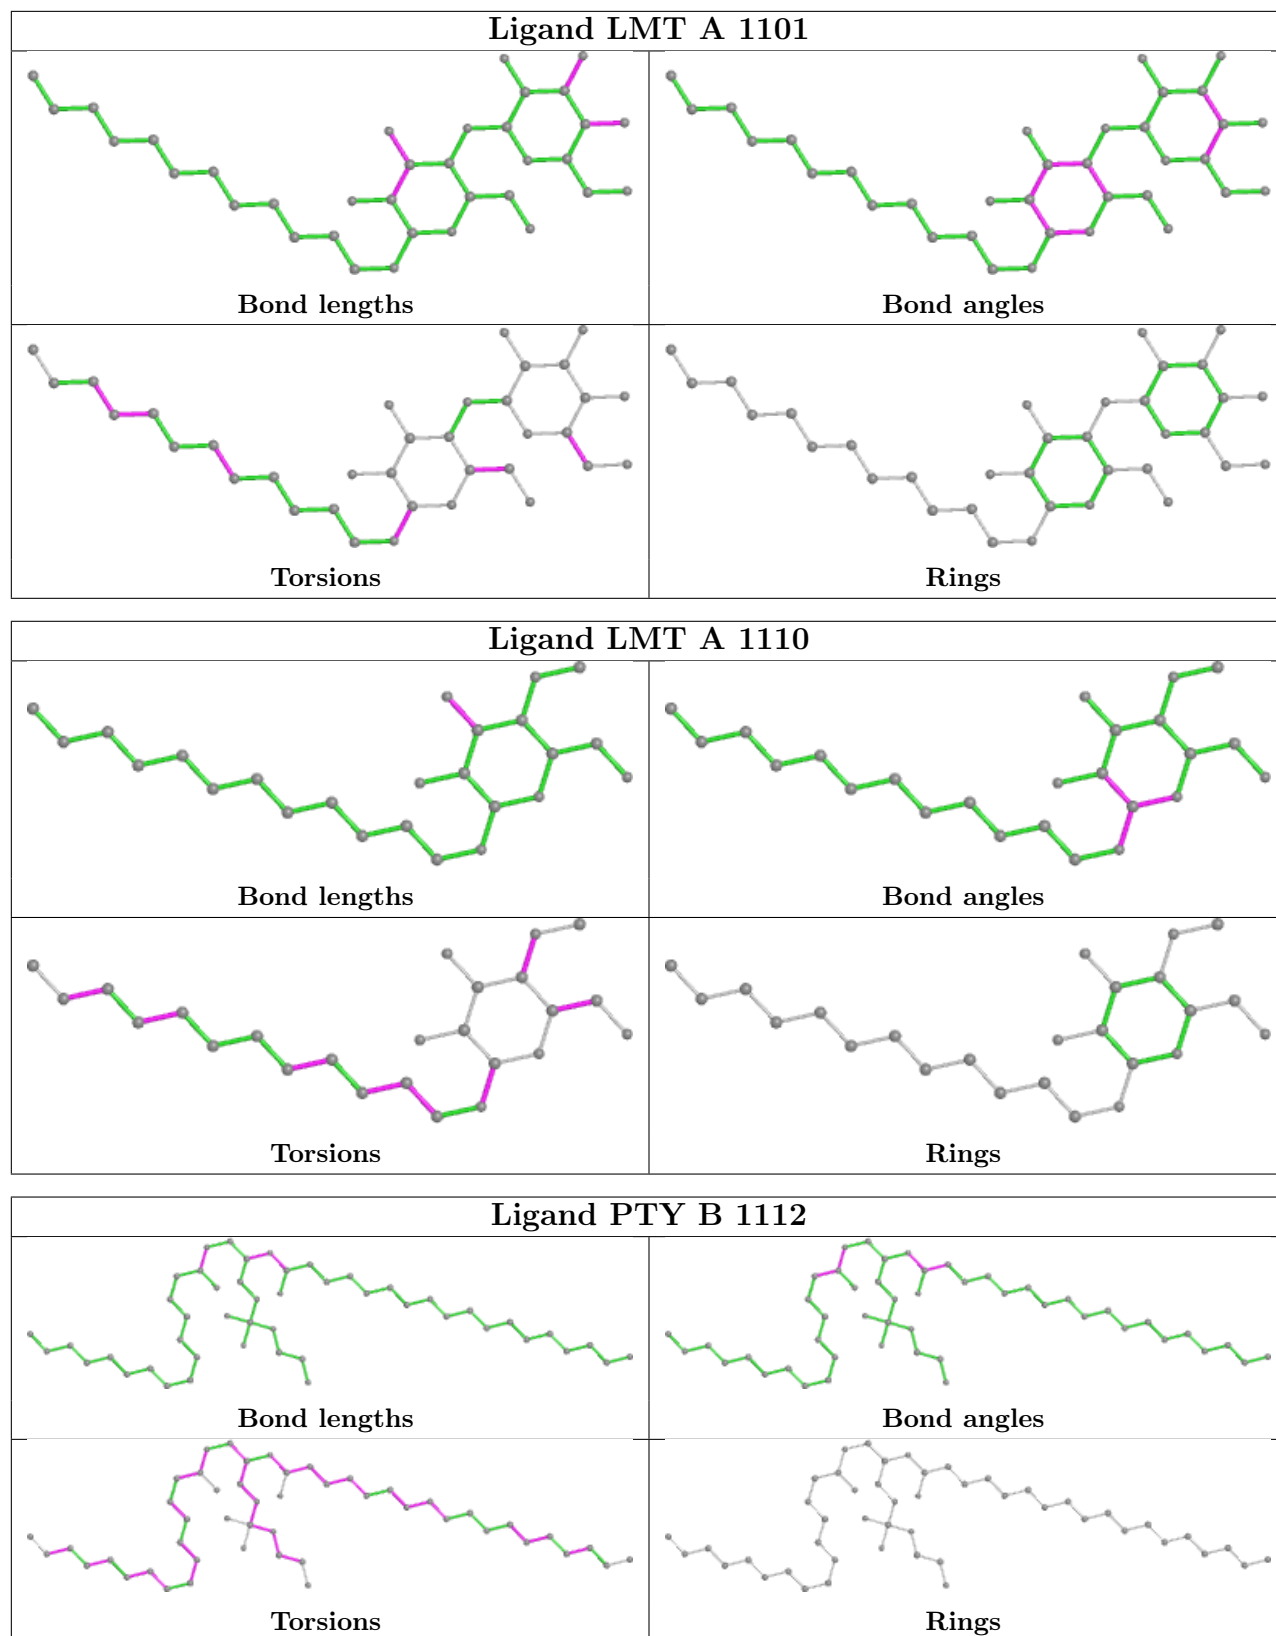 Ligand LMT A 1101
Bond lengths
Bond angles
Torsions
Rings
Ligand LMT A 1110
Bond lengths
Bond angles
Torsions
Rings
Ligand PTY B 1112
Bond lengths
Bond angles
Torsions
Rings